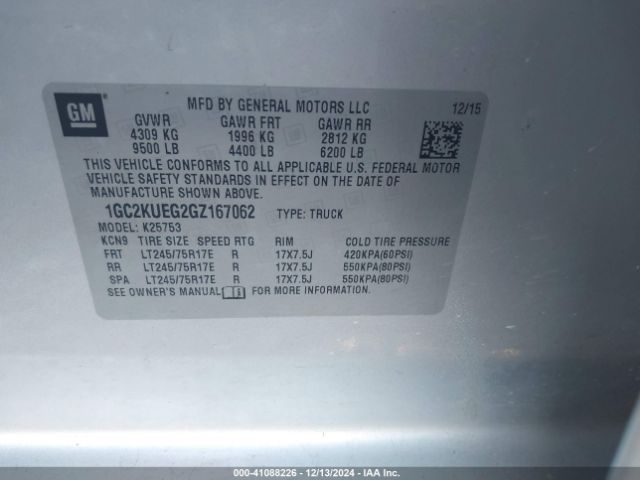 GM
MFD BY GENERAL MOTORS LLC 12/15
GVWR GAWR FRT GAWR RR
4309 KG 1996 KG 2812 KG
9500 LB 4400 LB 6200 LB
THIS VEHICLE CONFORMS TO ALL APPLICABLE U.S. FEDERAL MOTOR
VEHICLE SAFETY STANDARDS IN EFFECT ON THE DATE OF
MANUFACTURE SHOWN ABOVE.
1GC2KUEG2GZ167062 TYPE: TRUCK
MODEL: K25753
KCN9 TIRE SIZE SPEED RTG RIM COLD TIRE PRESSURE
FRT LT245/75R17E R 17X7.5J 420KPA(60PSI)
RR LT245/75R17E R 17X7.5J 550KPA(80PSI)
SPA LT245/75R17E R 17X7.5J 550KPA(80PSI)
SEE OWNER'S MANUAL FOR MORE INFORMATION.
000-41088226 - 12/13/2024 - IAA Inc.